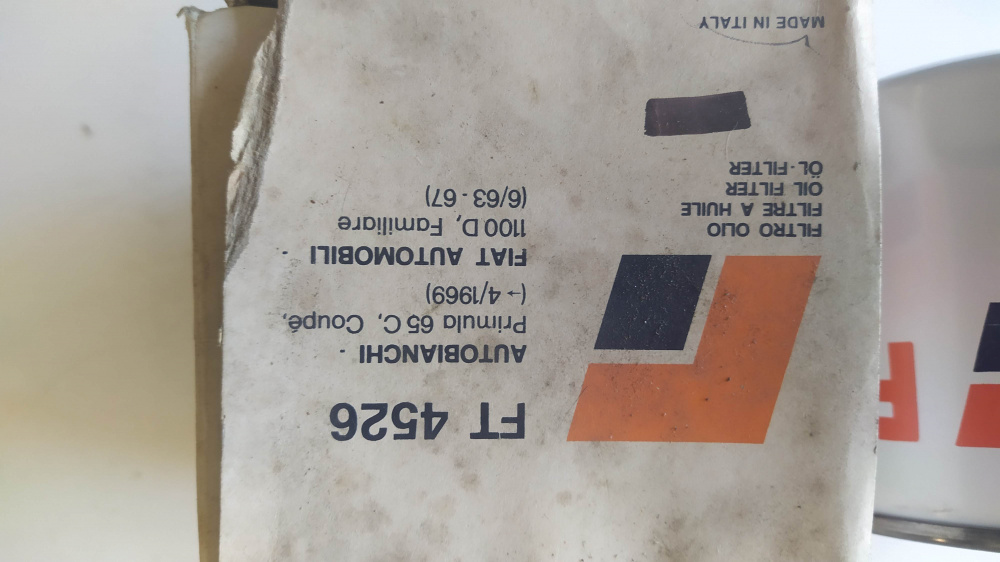 FT 4526
AUTOBIANCHI
Primula 65 C, Coupé,
(→ 4/1969)
FIAT AUTOMOBILI
1100 D, Familiare
(6/63 - 67)
FILTRO OLIO
FILTRE A HUILE
OIL FILTER
ÖL-FILTER
MADE IN ITALY
F